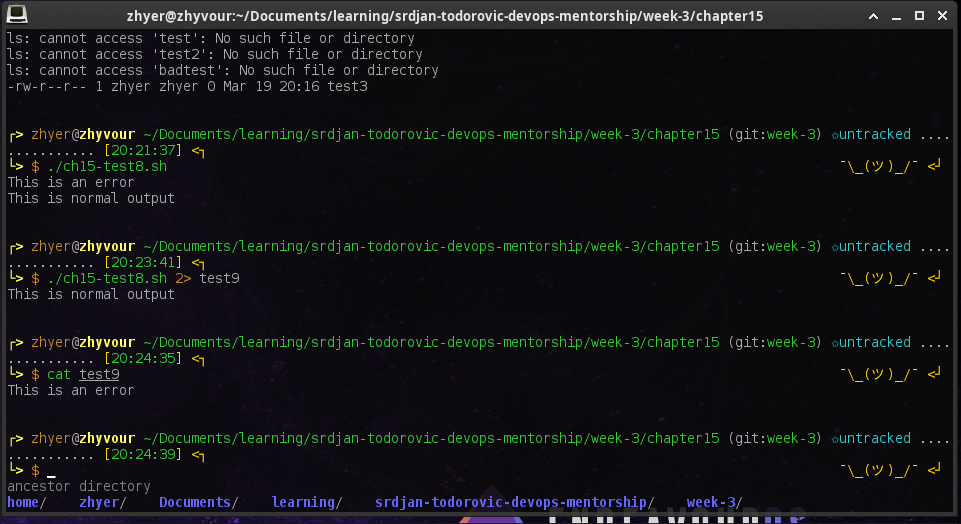 zhyer@zhyvour:~/Documents/learning/srdjan-todorovic-devops-mentorship/week-3/chapter15
ls: cannot access 'test': No such file or directory
ls: cannot access 'test2': No such file or directory
ls: cannot access 'badtest': No such file or directory
-rw-r--r-- 1 zhyer zhyer 0 Mar 19 20:16 test3
┌> zhyer@zhyvour ~/Documents/learning/srdjan-todorovic-devops-mentorship/week-3/chapter15 (git:week-3) ✩untracked ....
........... [20:21:37] <┐
└> $ ./ch15-test8.sh ¯\_(ツ)_/¯ <┘
This is an error
This is normal output
┌> zhyer@zhyvour ~/Documents/learning/srdjan-todorovic-devops-mentorship/week-3/chapter15 (git:week-3) ✩untracked ....
........... [20:23:41] <┐
└> $ ./ch15-test8.sh 2> test9 ¯\_(ツ)_/¯ <┘
This is normal output
┌> zhyer@zhyvour ~/Documents/learning/srdjan-todorovic-devops-mentorship/week-3/chapter15 (git:week-3) ✩untracked ....
........... [20:24:35] <┐
└> $ cat test9 ¯\_(ツ)_/¯ <┘
This is an error
┌> zhyer@zhyvour ~/Documents/learning/srdjan-todorovic-devops-mentorship/week-3/chapter15 (git:week-3) ✩untracked ....
........... [20:24:39] <┐
└> $ _ ¯\_(ツ)_/¯ <┘
ancestor directory
home/ zhyer/ Documents/ learning/ srdjan-todorovic-devops-mentorship/ week-3/